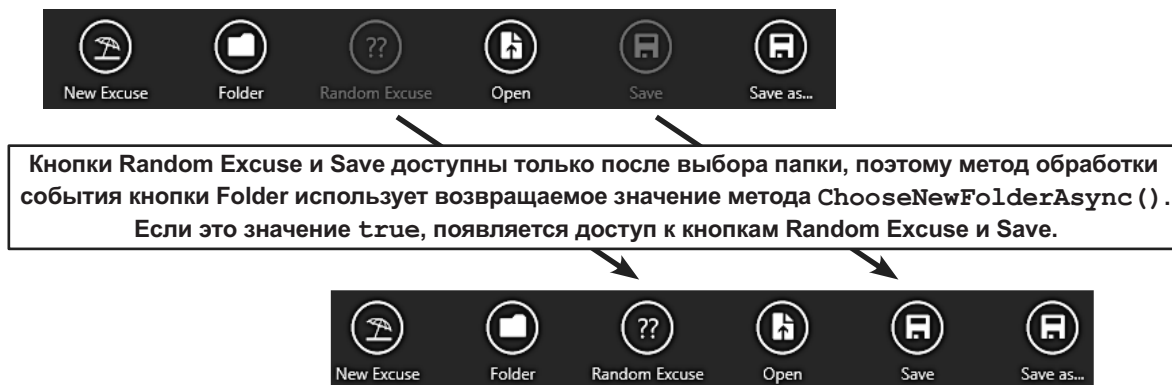 ??
New Excuse Folder Random Excuse Open Save Save as...
Кнопки Random Excuse и Save доступны только после выбора папки, поэтому метод обработки
события кнопки Folder использует возвращаемое значение метода ChooseNewFolderAsync().
Если это значение true, появляется доступ к кнопкам Random Excuse и Save.
??
New Excuse Folder Random Excuse Open Save Save as...